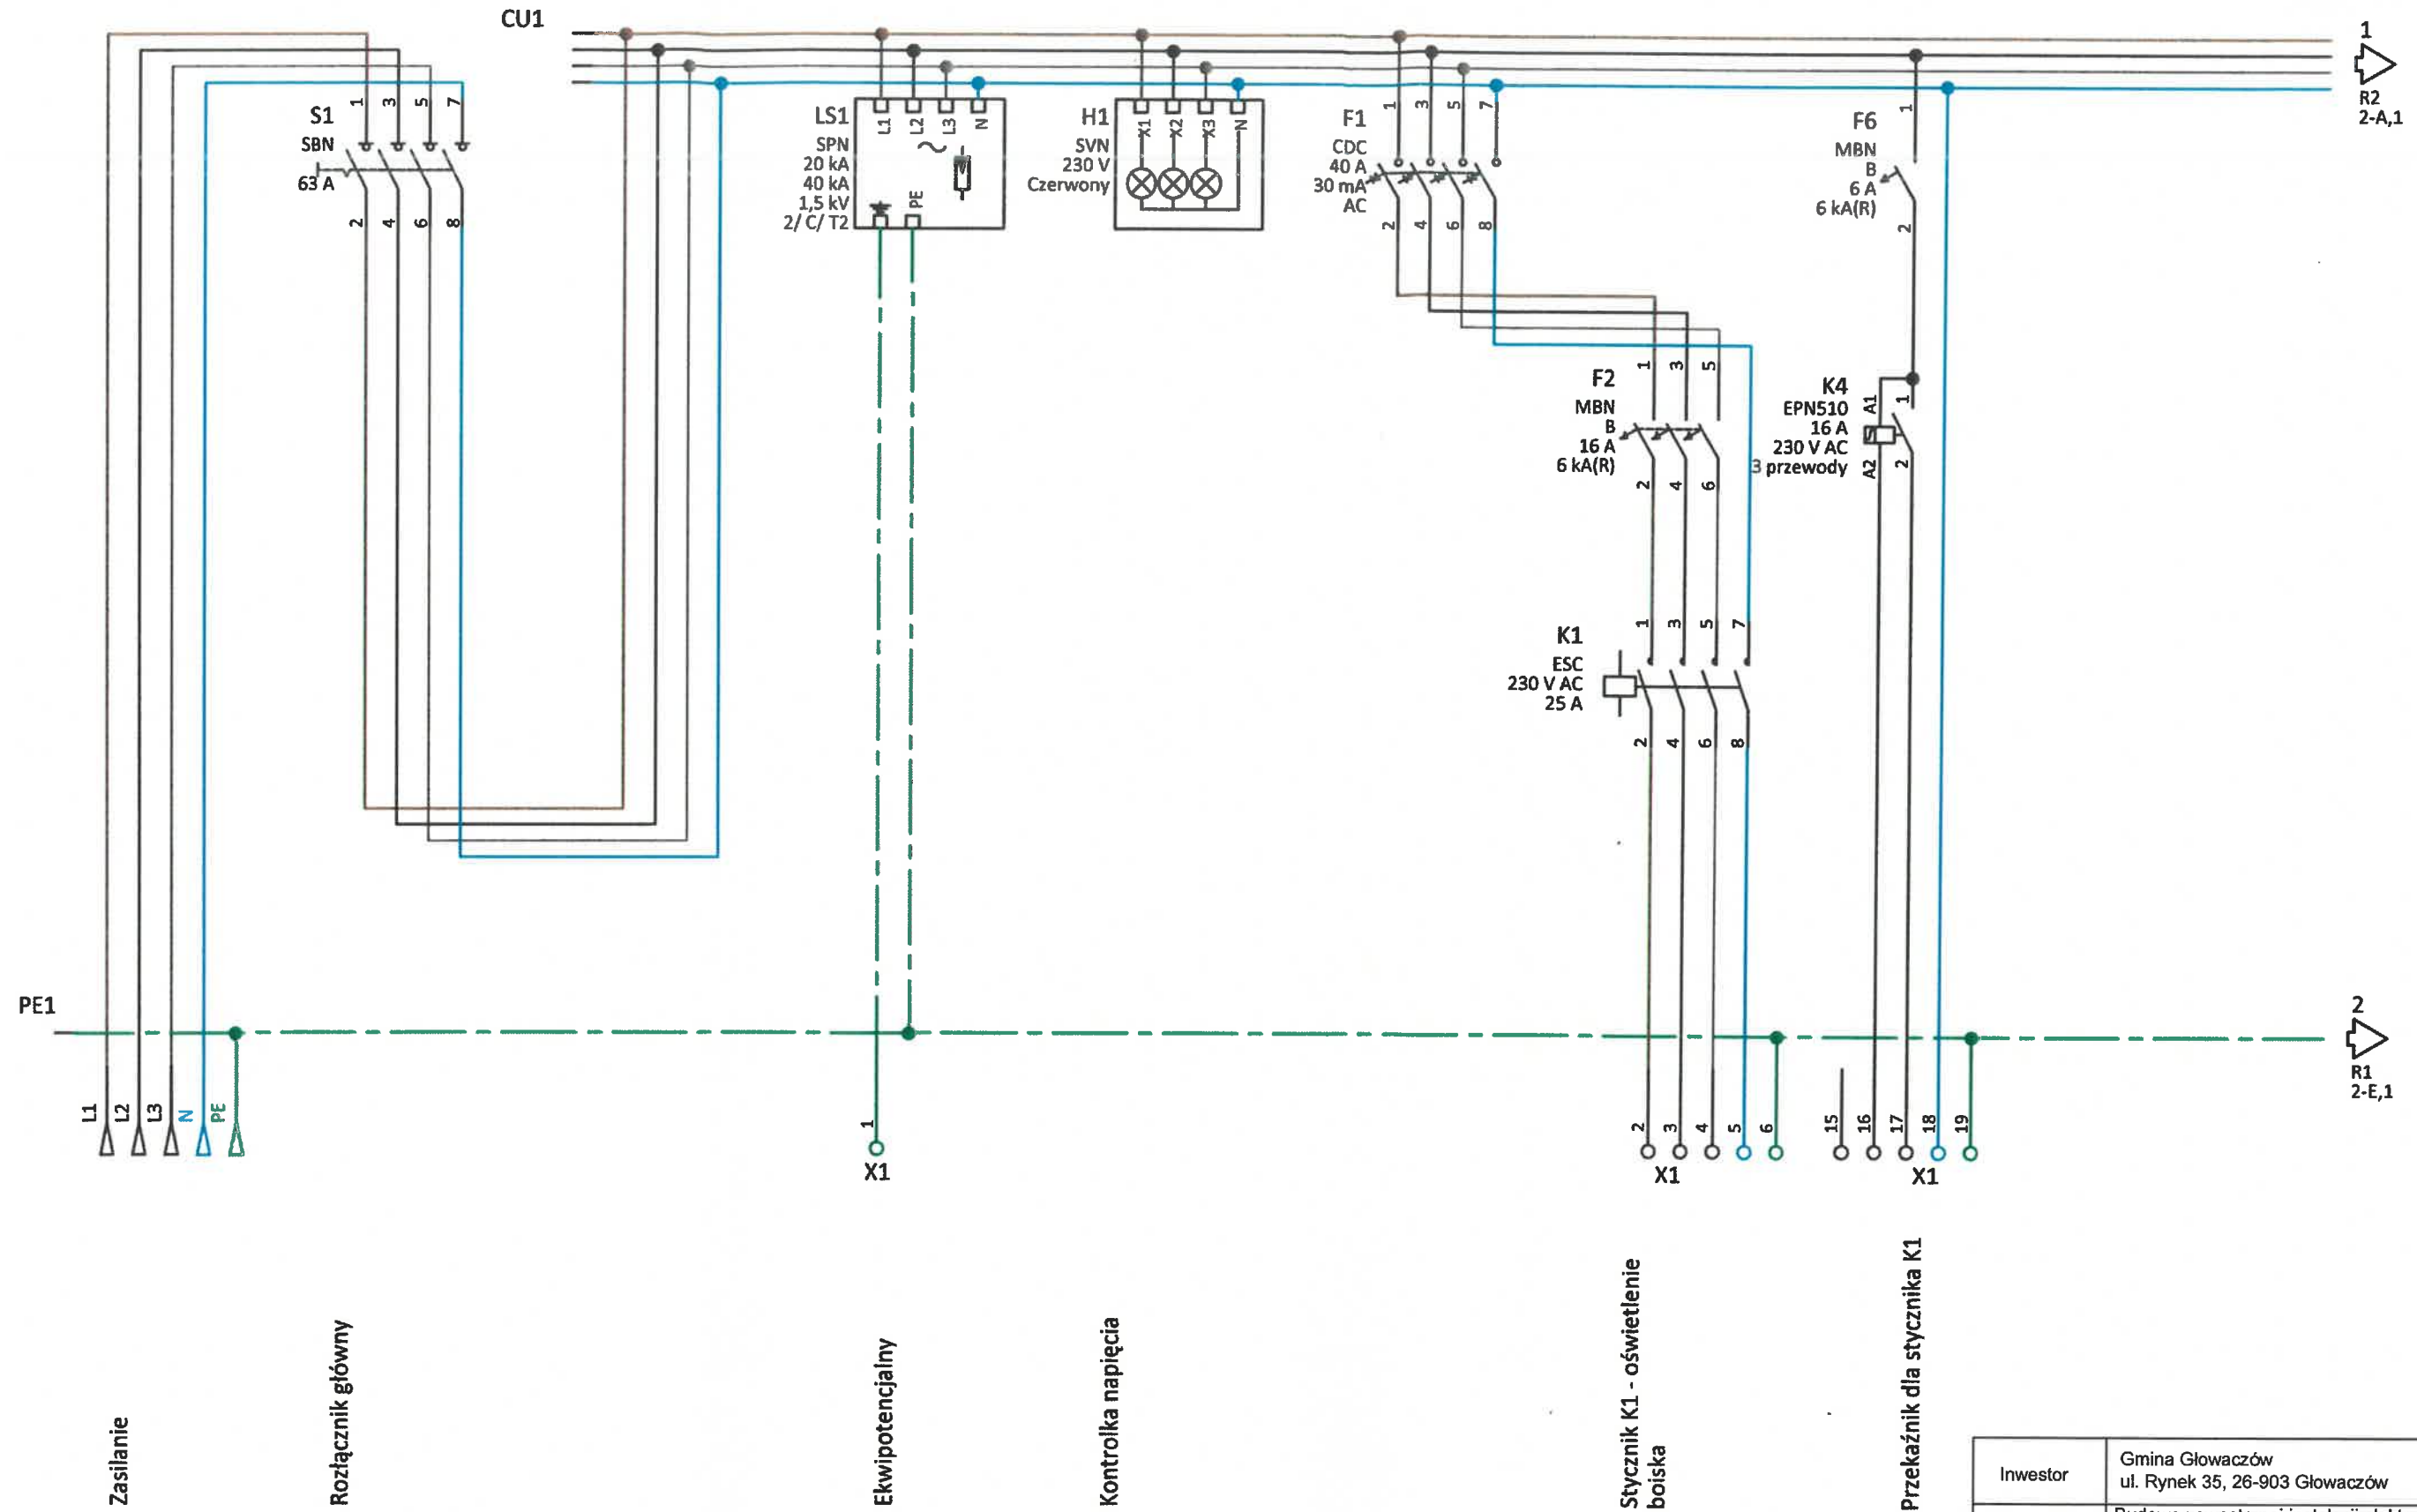 CU1
1
R2
2-A,1
S1
SBN
63 A
1 3 5 7
2 4 6 8
LS1
SPN
20 kA
40 kA
1,5 kV
2/ C/ T2
L1 L2 L3 N
PE
H1
SVN
230 V
Czerwony
X1 X2 X3 N
F1
CDC
40 A
30 mA
AC
1 3 5 7
2 4 6 8
F6
MBN
B
6 A
6 kA(R)
1
2
F2
MBN
B
16 A
6 kA(R)
1 3 5
2 4 6
K4
EPN510
16 A
230 V AC
3 przewody
A1 1
A2 2
K1
ESC
230 V AC
25 A
1 3 5 7
2 4 6 8
PE1
2
R1
2-E,1
L1 L2 L3 N PE
1
X1
2 3 4 5 6
X1
15 16 17 18 19
X1
Zasilanie
Rozłącznik główny
Ekwipotencjalny
Kontrolka napięcia
Stycznik K1 - oświetlenie
boiska
Przekaźnik dla stycznika K1
Inwestor
Gmina Głowaczów
ul. Rynek 35, 26-903 Głowaczów